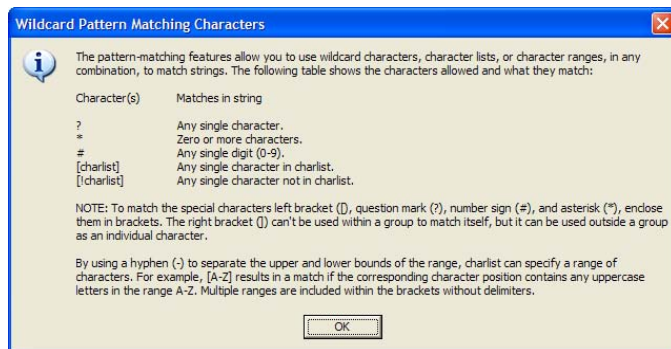 Wildcard Pattern Matching Characters
The pattern-matching features allow you to use wildcard characters, character lists, or character ranges, in any
combination, to match strings. The following table shows the characters allowed and what they match:
Character(s) Matches in string
? Any single character.
* Zero or more characters.
# Any single digit (0-9).
[charlist] Any single character in charlist.
[!charlist] Any single character not in charlist.
NOTE: To match the special characters left bracket ([), question mark (?), number sign (#), and asterisk (*), enclose
them in brackets. The right bracket (]) can't be used within a group to match itself, but it can be used outside a group
as an individual character.
By using a hyphen (-) to separate the upper and lower bounds of the range, charlist can specify a range of
characters. For example, [A-Z] results in a match if the corresponding character position contains any uppercase
letters in the range A-Z. Multiple ranges are included within the brackets without delimiters.
OK